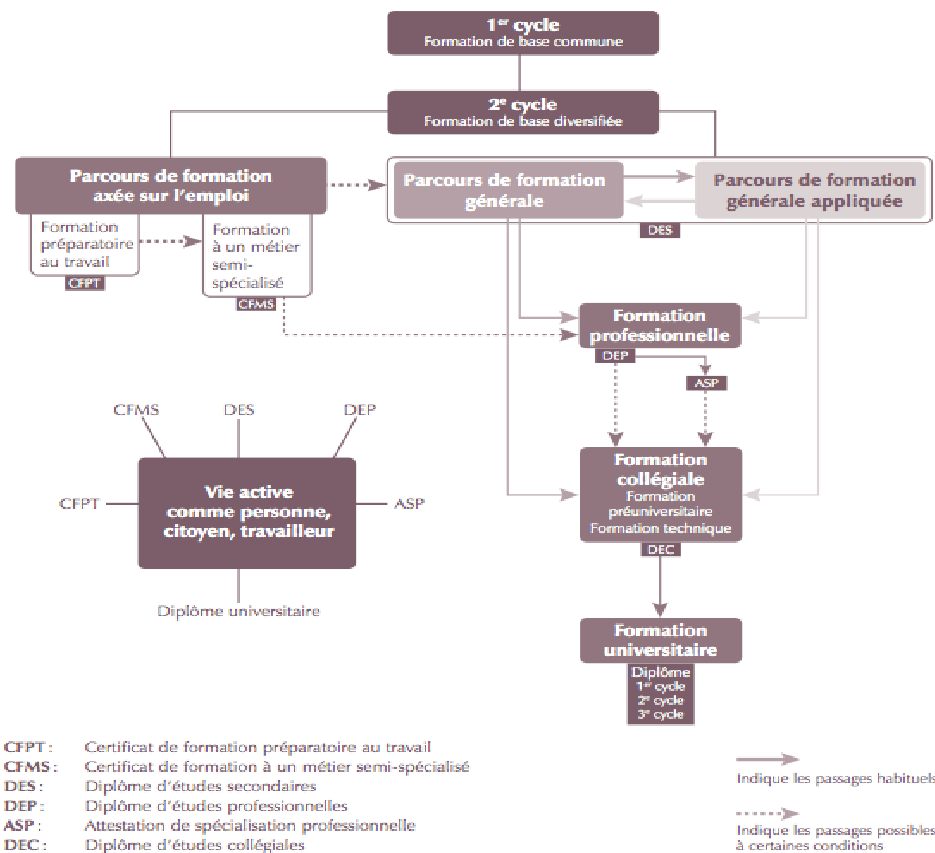 1er cycle
Formation de base commune
2e cycle
Formation de base diversifiée
Parcours de formation
axée sur l'emploi
Formation
préparatoire
au travail
CFPT
Formation
à un métier
semi-
spécialisé
CFMS
Parcours de formation
générale
Parcours de formation
générale appliquée
DES
Formation
professionnelle
DEP
ASP
Formation
collégiale
Formation
préuniversitaire
Formation technique
DEC
Formation
universitaire
Diplôme
1er cycle
2e cycle
3e cycle
CFMS
DES
DEP
CFPT
Vie active
comme personne,
citoyen, travailleur
ASP
Diplôme universitaire
CFPT : Certificat de formation préparatoire au travail
CFMS : Certificat de formation à un métier semi-spécialisé
DES : Diplôme d'études secondaires
DEP : Diplôme d'études professionnelles
ASP : Attestation de spécialisation professionnelle
DEC : Diplôme d'études collégiales
Indique les passages habituels
Indique les passages possibles
à certaines conditions